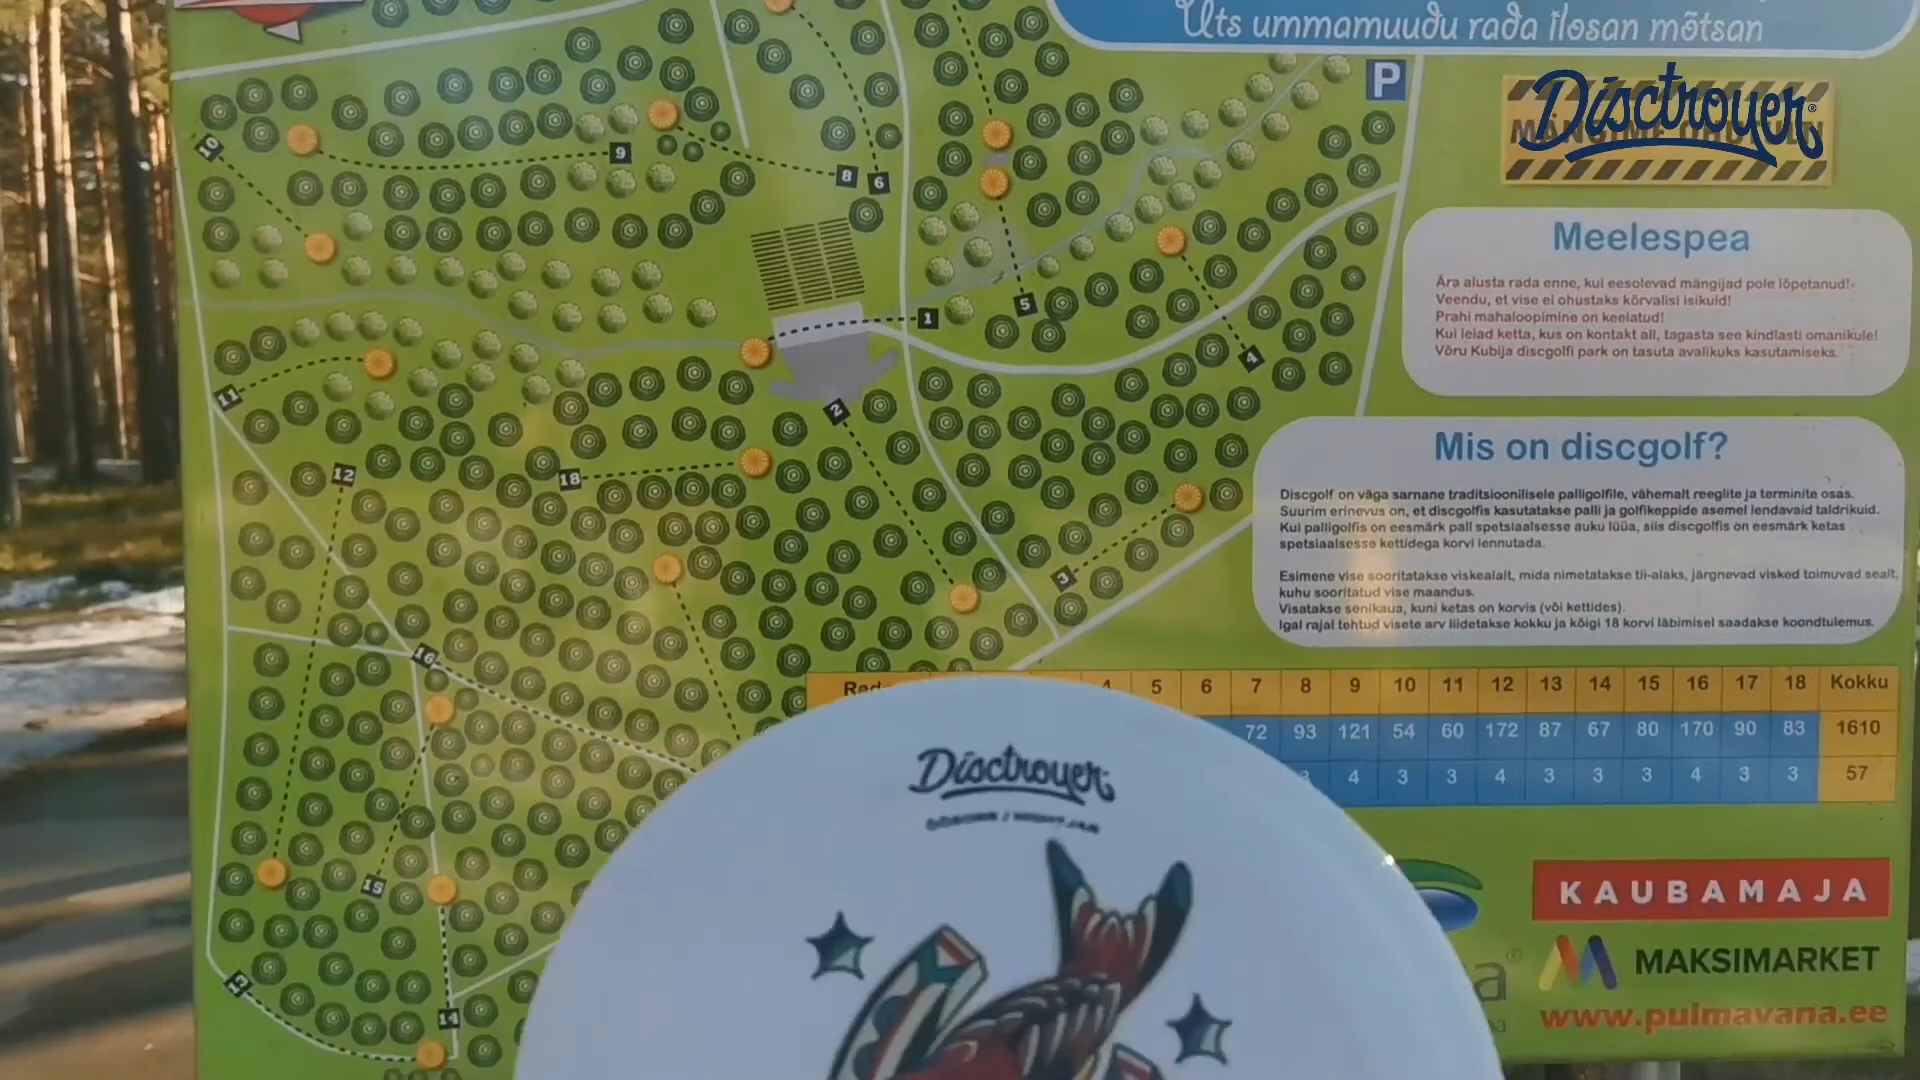 Üts ummamuudu rada ilosan mõtsan
P
Disctroyer®
Meelespea
Ära alusta rada enne, kui eesolevad mängijad pole lõpetanud!
Veendu, et vise ei ohustaks kõrvalisi isikuid!
Prahi mahaloopimine on keelatud!
Kui leiad ketta, kus on kontakt all, tagasta see kindlasti omanikule!
Võru Kubija discgolfi park on tasuta avalikuks kasutamiseks.
10
9
8
6
1
5
4
11
2
12
18
3
16
15
13
14
Mis on discgolf?
Discgolf on väga sarnane traditsioonilisele palligolfile, vähemalt reeglite ja terminite osas.
Suurim erinevus on, et discgolfis kasutatakse palli ja golfikeppide asemel lendavaid taldrikuid.
Kui palligolfis on eesmärk pall spetsiaalsesse auku lüüa, siis discgolfis on eesmärk ketas
spetsiaalsesse kettidega korvi lennutada.
Esimene vise sooritatakse viskealalt, mida nimetatakse tii-alaks, järgnevad visked toimuvad sealt,
kuhu sooritatud vise maandus.
Visatakse senikaua, kuni ketas on korvis (või kettides).
Igal rajal tehtud visete arv liidetakse kokku ja kõigi 18 korvi läbimisel saadakse koondtulemus.
4 5 6 7 8 9 10 11 12 13 14 15 16 17 18 Kokku
72 93 121 54 60 172 87 67 80 170 90 83 1610
3 4 3 3 4 3 3 3 4 3 3 57
Disctroyer
KAUBAMAJA
MAKSIMARKET
www.pulmavana.ee